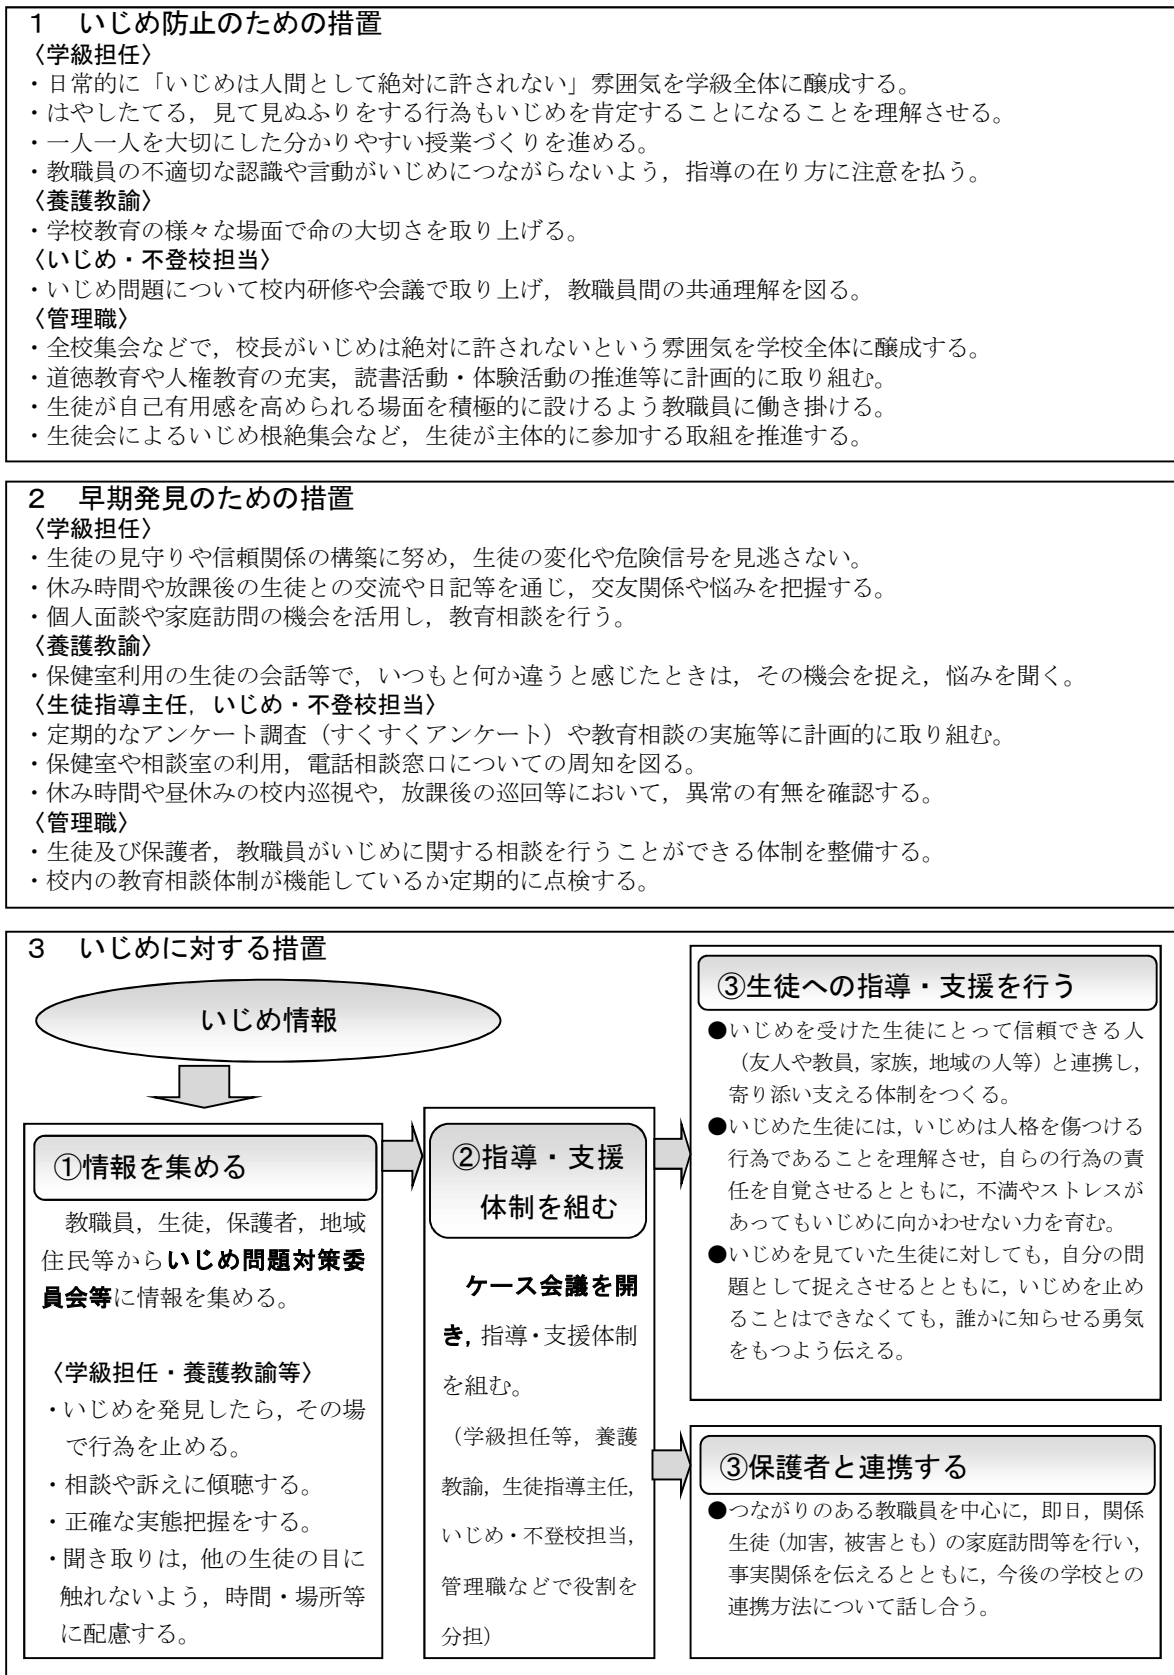 １　いじめ防止のための措置
〈学級担任〉
・日常的に「いじめは人間として絶対に許されない」雰囲気を学級全体に醸成する。
・はやしたてる，見て見ぬふりをする行為もいじめを肯定することになることを理解させる。
・一人一人を大切にした分かりやすい授業づくりを進める。
・教職員の不適切な認識や言動がいじめにつながらないよう，指導の在り方に注意を払う。
〈養護教諭〉
・学校教育の様々な場面で命の大切さを取り上げる。
〈いじめ・不登校担当〉
・いじめ問題について校内研修や会議で取り上げ，教職員間の共通理解を図る。
〈管理職〉
・全校集会などで，校長がいじめは絶対に許されないという雰囲気を学校全体に醸成する。
・道徳教育や人権教育の充実，読書活動・体験活動の推進等に計画的に取り組む。
・生徒が自己有用感を高められる場面を積極的に設けるよう教職員に働き掛ける。
・生徒会によるいじめ根絶集会など，生徒が主体的に参加する取組を推進する。
２　早期発見のための措置
〈学級担任〉
・生徒の見守りや信頼関係の構築に努め，生徒の変化や危険信号を見逃さない。
・休み時間や放課後の生徒との交流や日記等を通じ，交友関係や悩みを把握する。
・個人面談や家庭訪問の機会を活用し，教育相談を行う。
〈養護教諭〉
・保健室利用の生徒の会話等で，いつもと何か違うと感じたときは，その機会を捉え，悩みを聞く。
〈生徒指導主任，いじめ・不登校担当〉
・定期的なアンケート調査（すくすくアンケート）や教育相談の実施等に計画的に取り組む。
・保健室や相談室の利用，電話相談窓口についての周知を図る。
・休み時間や昼休みの校内巡視や，放課後の巡回等において，異常の有無を確認する。
〈管理職〉
・生徒及び保護者，教職員がいじめに関する相談を行うことができる体制を整備する。
・校内の教育相談体制が機能しているか定期的に点検する。
３　いじめに対する措置
いじめ情報
①情報を集める
教職員，生徒，保護者，地域
住民等からいじめ問題対策委
員会等に情報を集める。
〈学級担任・養護教諭等〉
・いじめを発見したら，その場
で行為を止める。
・相談や訴えに傾聴する。
・正確な実態把握をする。
・聞き取りは，他の生徒の目に
触れないよう，時間・場所等
に配慮する。
②指導・支援
体制を組む
ケース会議を開
き，指導・支援体制
を組む。
（学級担任等，養護
教諭，生徒指導主任，
いじめ・不登校担当，
管理職などで役割を
分担）
③生徒への指導・支援を行う
●いじめを受けた生徒にとって信頼できる人
（友人や教員，家族，地域の人等）と連携し，
寄り添い支える体制をつくる。
●いじめた生徒には，いじめは人格を傷つける
行為であることを理解させ，自らの行為の責
任を自覚させるとともに，不満やストレスが
あってもいじめに向かわせない力を育む。
●いじめを見ていた生徒に対しても，自分の問
題として捉えさせるとともに，いじめを止め
ることはできなくても，誰かに知らせる勇気
をもつよう伝える。
③保護者と連携する
●つながりのある教職員を中心に，即日，関係
生徒（加害，被害とも）の家庭訪問等を行い，
事実関係を伝えるとともに，今後の学校との
連携方法について話し合う。